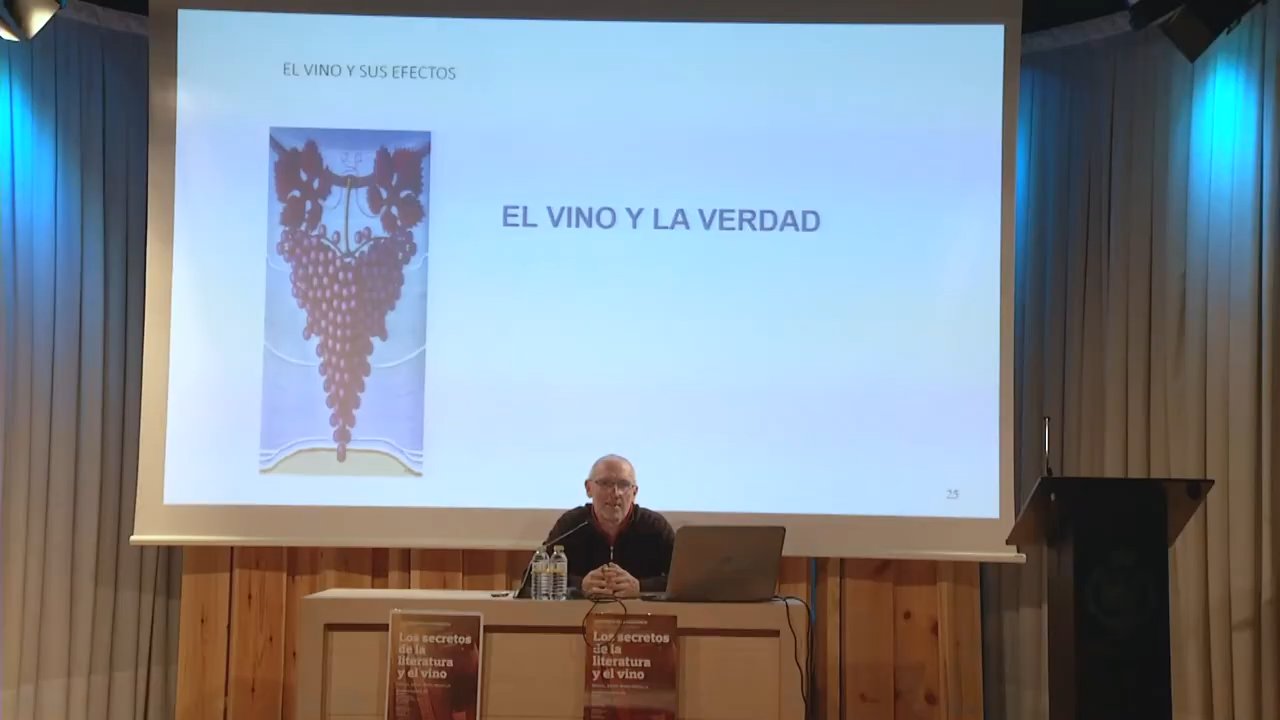 EL VINO Y SUS EFECTOS
EL VINO Y LA VERDAD
25
Los secretos
de la
literatura
y el vino
Los secretos
de la
literatura
y el vino